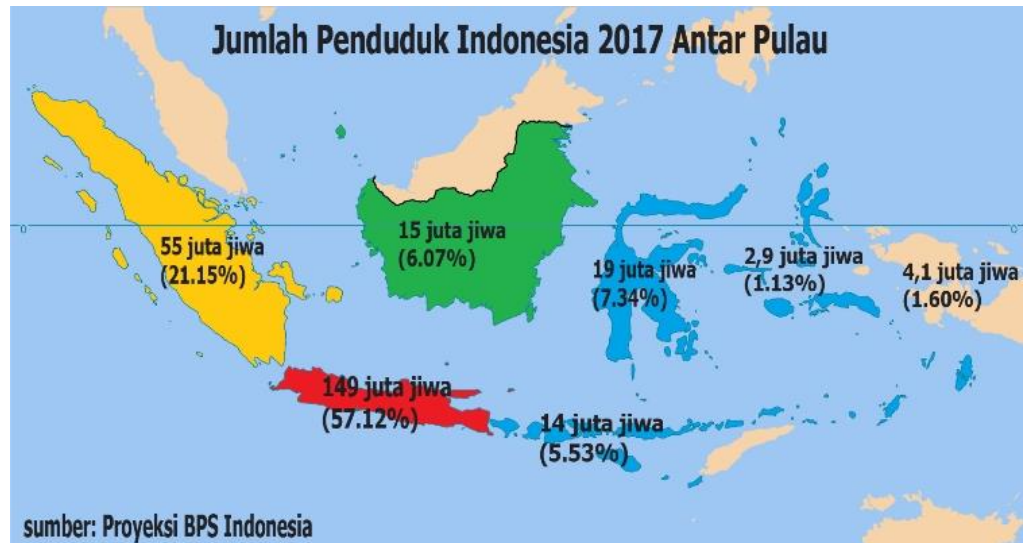 Jumlah Penduduk Indonesia 2017 Antar Pulau
0
0
55 juta jiwa
(21.15%)
15 juta jiwa
(6.07%)
19 juta jiwa
(7.34%)
2,9 juta jiwa
(1.13%)
4,1 juta jiwa
(1.60%)
149 juta jiwa
(57.12%)
14 juta jiwa
(5.53%)
sumber: Proyeksi BPS Indonesia